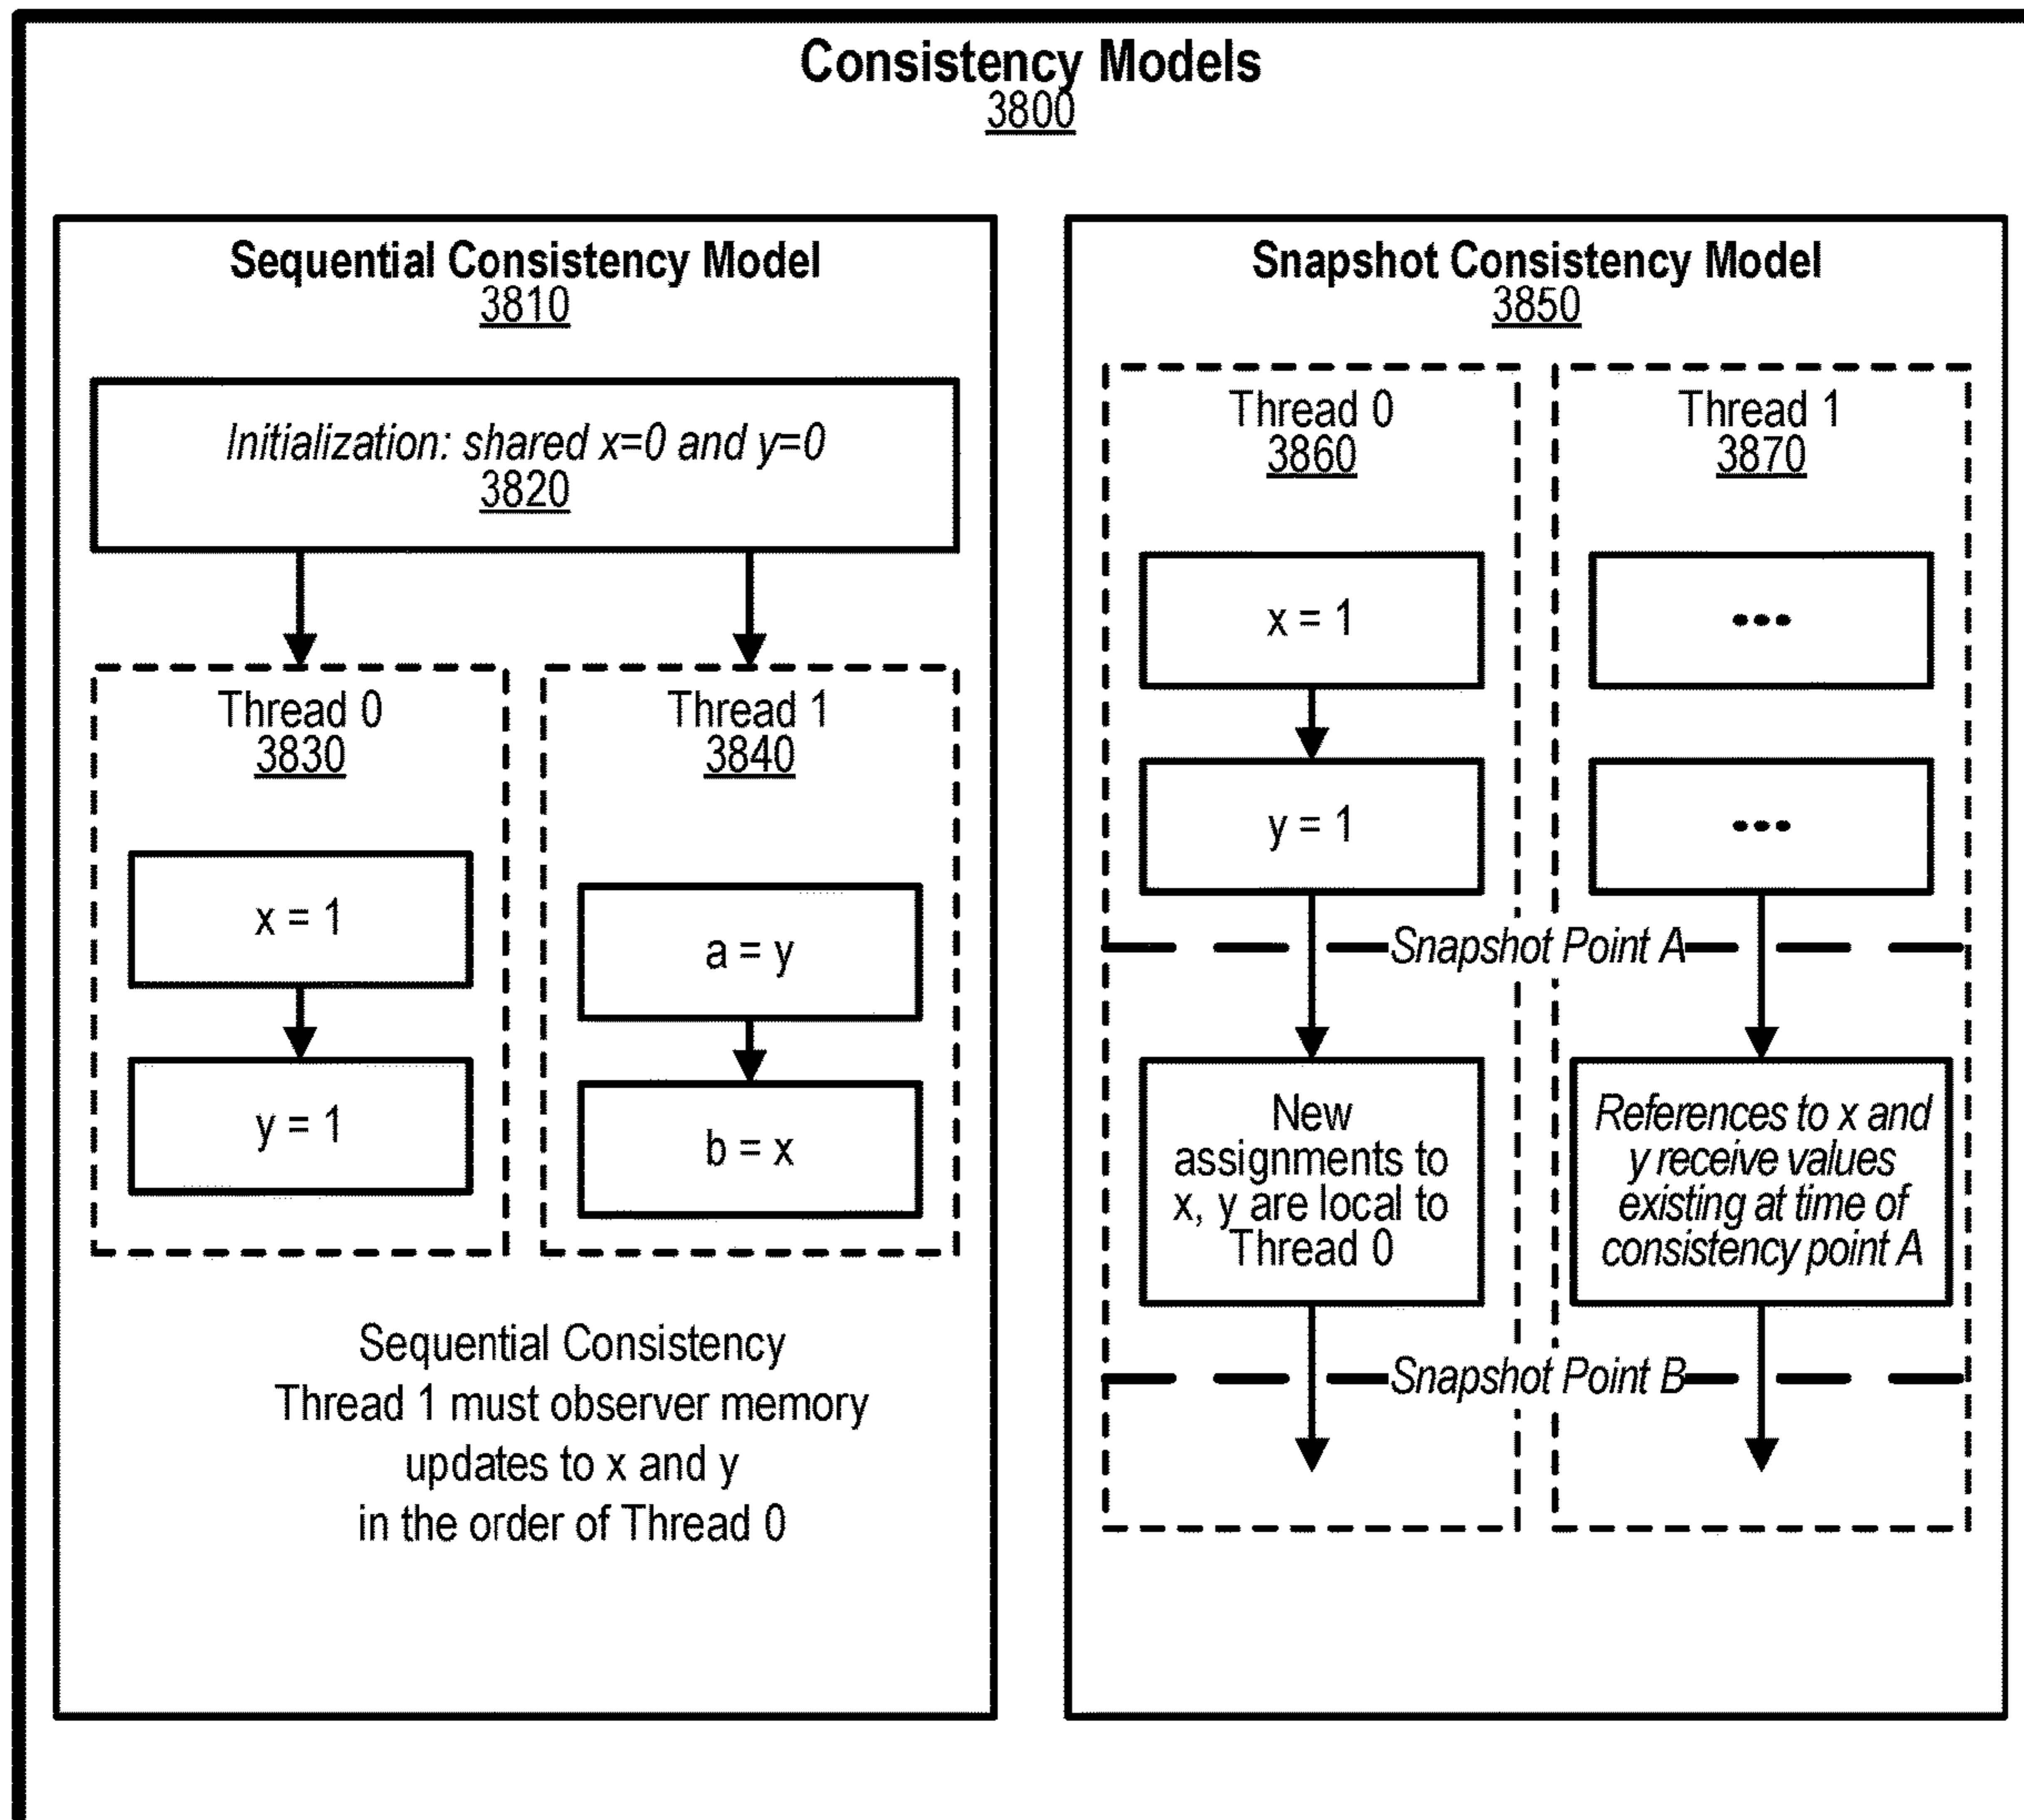 Consistency Models
3800
Sequential Consistency Model
3810
Initialization: shared x=0 and y=0
3820
Thread 0
3830
x = 1
y = 1
Thread 1
3840
a = y
b = x
Sequential Consistency
Thread 1 must observer memory
updates to x and y
in the order of Thread 0
Snapshot Consistency Model
3850
Thread 0
3860
x = 1
y = 1
Thread 1
3870
...
...
Snapshot Point A
New
assignments to
x, y are local to
Thread 0
References to x and
y receive values
existing at time of
consistency point A
Snapshot Point B